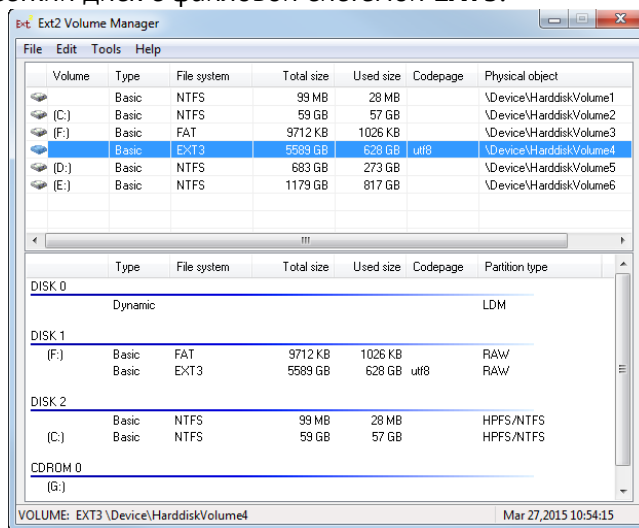 Ext2 Volume Manager
File Edit Tools Help
Volume Type File system Total size Used size Codepage Physical object
Basic NTFS 99 MB 28 MB \Device\HarddiskVolume1
(C:) Basic NTFS 59 GB 57 GB \Device\HarddiskVolume2
(F:) Basic FAT 9712 KB 1026 KB \Device\HarddiskVolume3
Basic EXT3 5589 GB 628 GB utf8 \Device\HarddiskVolume4
(D:) Basic NTFS 683 GB 273 GB \Device\HarddiskVolume5
(E:) Basic NTFS 1179 GB 817 GB \Device\HarddiskVolume6
Type File system Total size Used size Codepage Partition type
DISK 0
Dynamic LDM
DISK 1
(F:) Basic FAT 9712 KB 1026 KB RAW
Basic EXT3 5589 GB 628 GB utf8 RAW
DISK 2
Basic NTFS 99 MB 28 MB HPFS/NTFS
(C:) Basic NTFS 59 GB 57 GB HPFS/NTFS
CDROM 0
(G:)
VOLUME: EXT3 \Device\HarddiskVolume4 Mar 27,2015 10:54:15